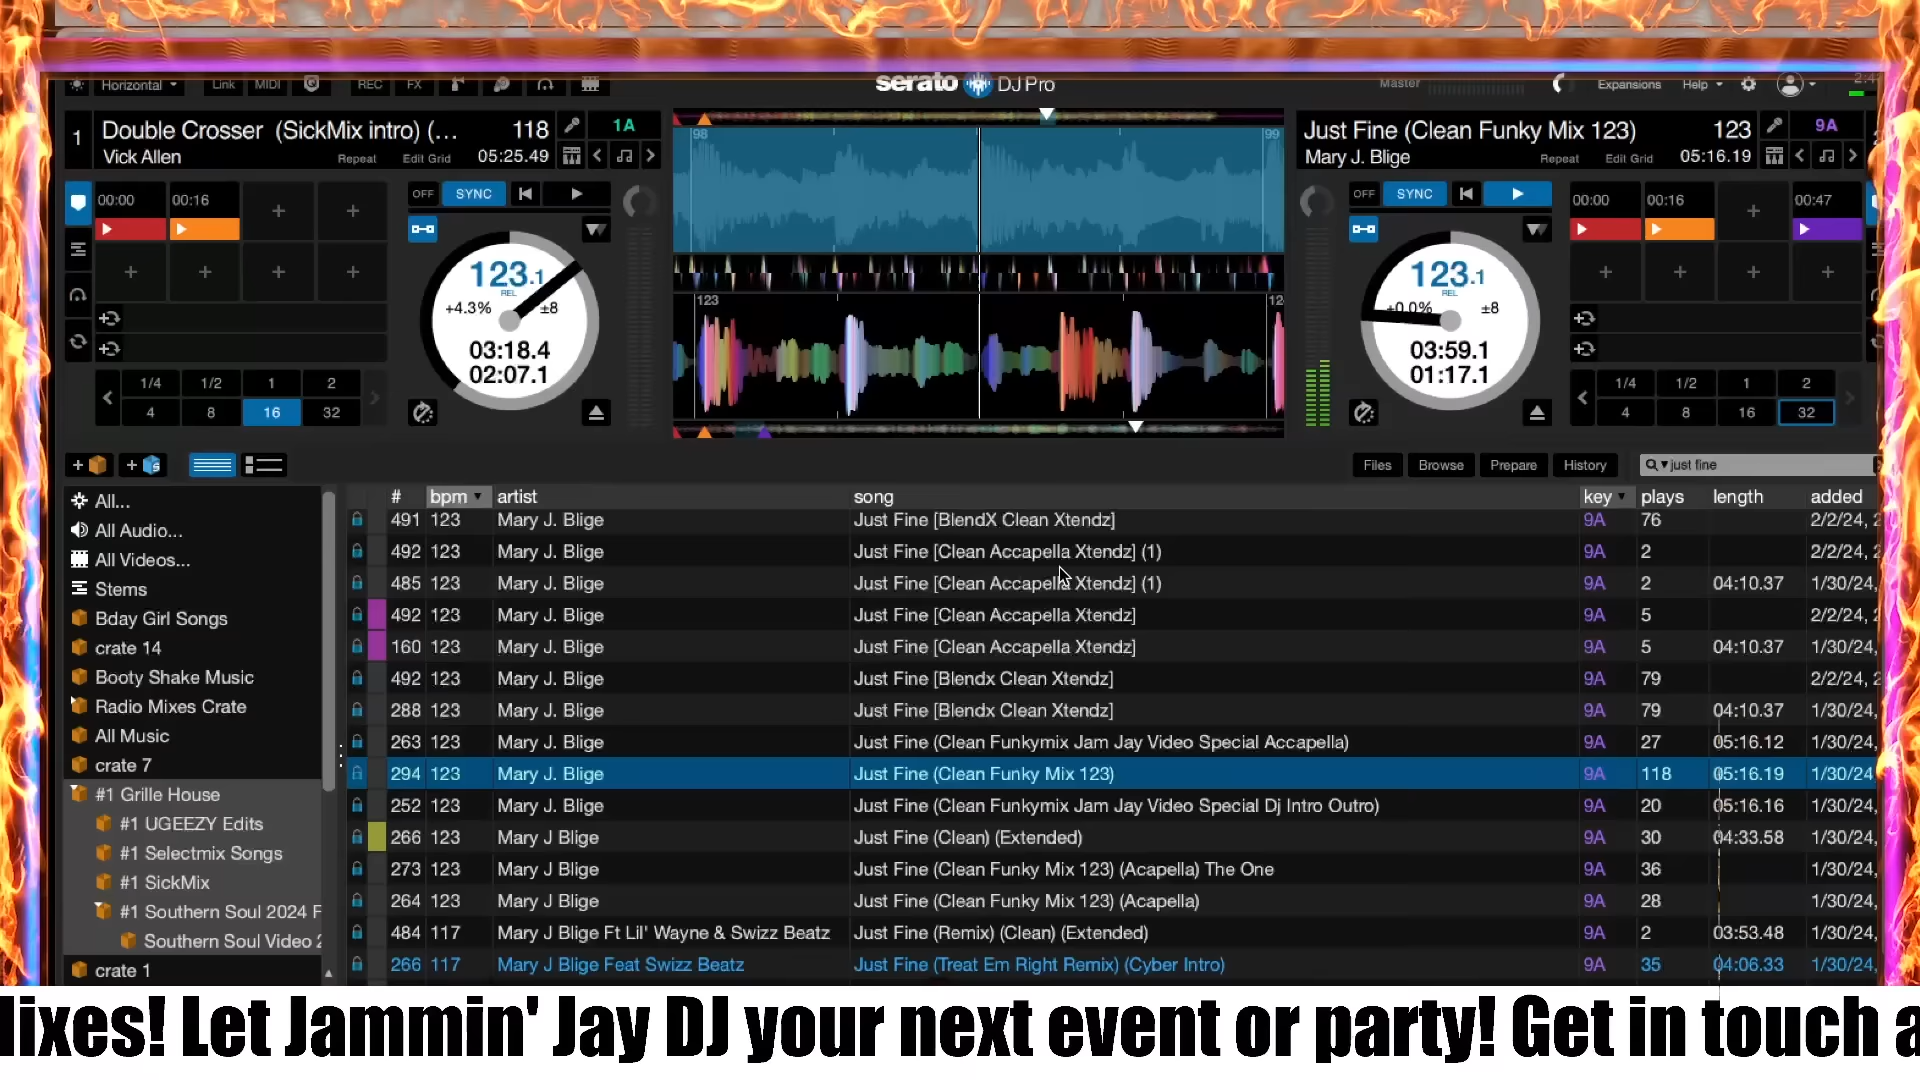 Horizontal Link MIDI REC FX serato DJ Pro Master Expansions Help
1 Double Crosser (SickMix intro) (... 118 1A
Vick Allen Repeat Edit Grid 05:25.49
98 99
Just Fine (Clean Funky Mix 123) 123 9A
Mary J. Blige Repeat Edit Grid 05:16.19
00:00 00:16
OFF SYNC
123.1
REL
+4.3% ±8
03:18.4
02:07.1
1/4 1/2 1 2
4 8 16 32
123
OFF SYNC
123.1
REL
+0.0% ±8
03:59.1
01:17.1
00:00 00:16 00:47
1/4 1/2 1 2
4 8 16 32
Files Browse Prepare History just fine
All...
All Audio...
All Videos...
Stems
Bday Girl Songs
crate 14
Booty Shake Music
Radio Mixes Crate
All Music
crate 7
#1 Grille House
#1 UGEEZY Edits
#1 Selectmix Songs
#1 SickMix
#1 Southern Soul 2024 F
Southern Soul Video 2
crate 1
# bpm artist song key plays length added
491 123 Mary J. Blige Just Fine [BlendX Clean Xtendz] 9A 76 2/2/24, 2
492 123 Mary J. Blige Just Fine [Clean Accapella Xtendz] (1) 9A 2 2/2/24, 2
485 123 Mary J. Blige Just Fine [Clean Accapella Xtendz] (1) 9A 2 04:10.37 1/30/24,
492 123 Mary J. Blige Just Fine [Clean Accapella Xtendz] 9A 5 2/2/24, 2
160 123 Mary J. Blige Just Fine [Clean Accapella Xtendz] 9A 5 04:10.37 1/30/24,
492 123 Mary J. Blige Just Fine [Blendx Clean Xtendz] 9A 79 2/2/24, 2
288 123 Mary J. Blige Just Fine [Blendx Clean Xtendz] 9A 79 04:10.37 1/30/24,
263 123 Mary J. Blige Just Fine (Clean Funkymix Jam Jay Video Special Accapella) 9A 27 05:16.12 1/30/24,
294 123 Mary J. Blige Just Fine (Clean Funky Mix 123) 9A 118 05:16.19 1/30/24
252 123 Mary J. Blige Just Fine (Clean Funkymix Jam Jay Video Special Dj Intro Outro) 9A 20 05:16.16 1/30/24,
266 123 Mary J Blige Just Fine (Clean) (Extended) 9A 30 04:33.58 1/30/24,
273 123 Mary J Blige Just Fine (Clean Funky Mix 123) (Acapella) The One 9A 36 1/30/24,
264 123 Mary J Blige Just Fine (Clean Funky Mix 123) (Acapella) 9A 28 1/30/24,
484 117 Mary J Blige Ft Lil' Wayne & Swizz Beatz Just Fine (Remix) (Clean) (Extended) 9A 2 03:53.48 1/30/24,
266 117 Mary J Blige Feat Swizz Beatz Just Fine (Treat Em Right Remix) (Cyber Intro) 9A 35 04:06.33 1/30/24,
lixes! Let Jammin' Jay DJ your next event or party! Get in touch a